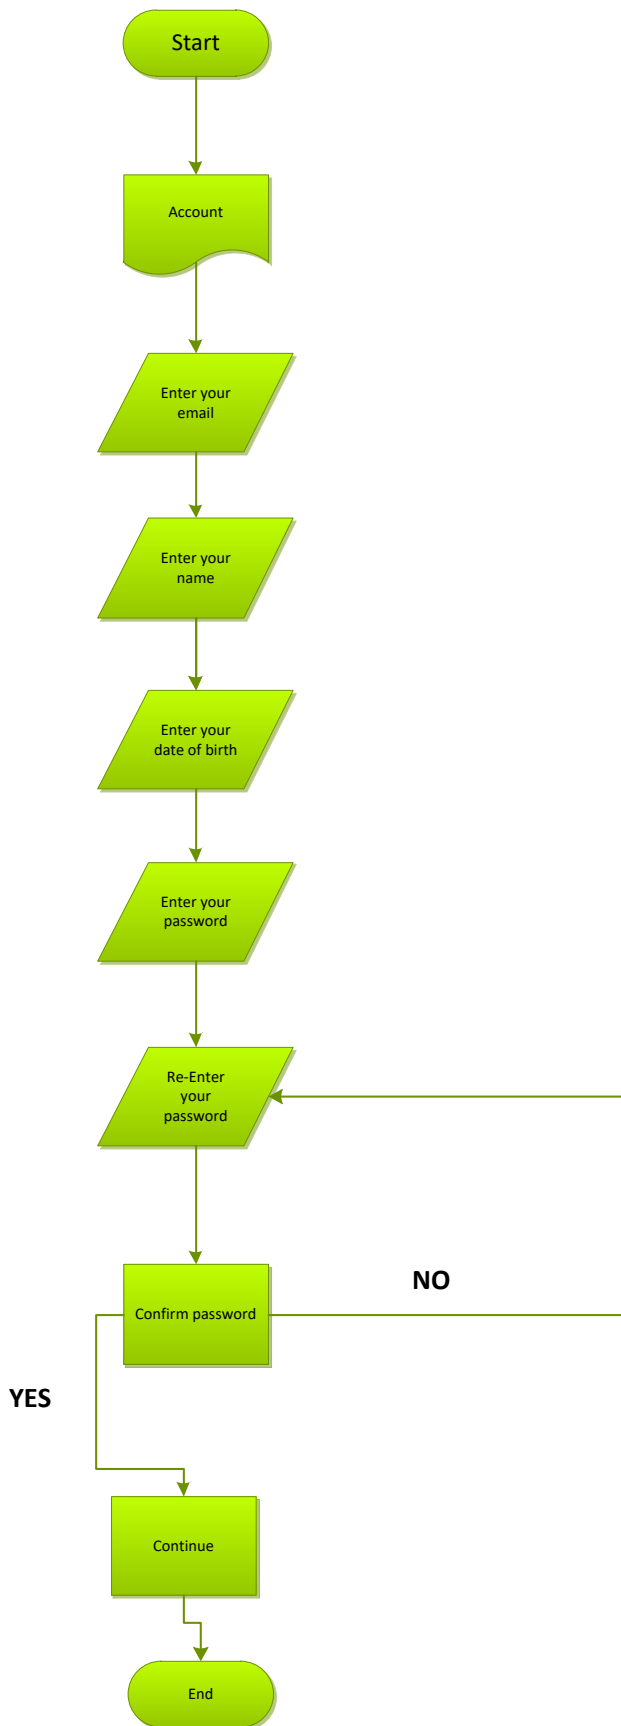 Start
Account
Enter your
email
Enter your
name
Enter your
date of birth
Enter your
password
Re-Enter
your
password
NO
Confirm password
YES
Continue
End